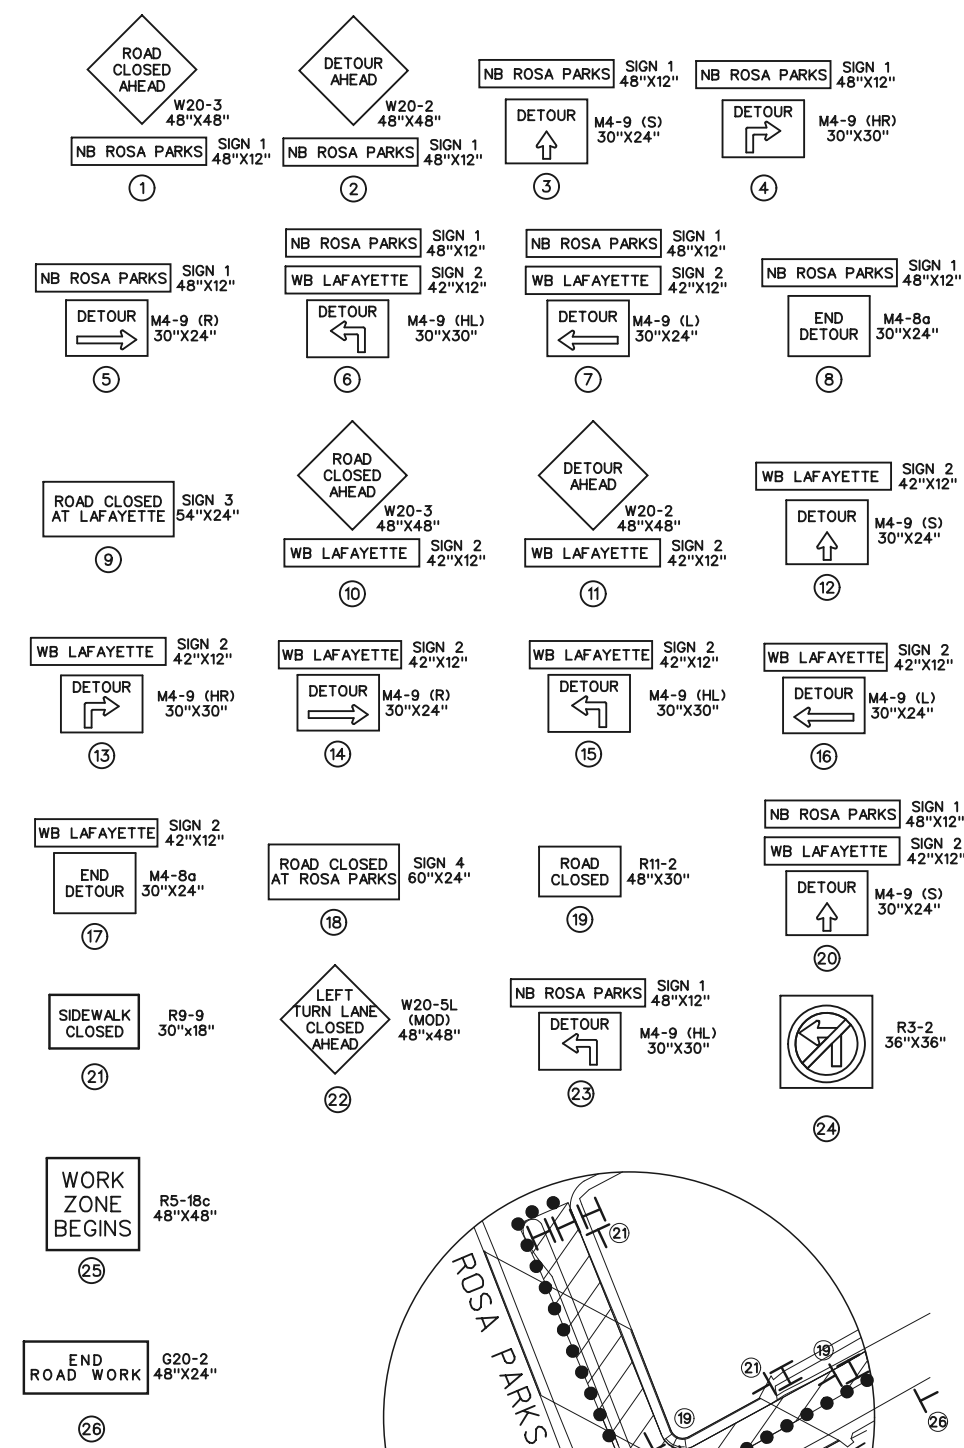 ROAD
CLOSED
AHEAD
W20-3
48"X48"
NB ROSA PARKS
SIGN 1
48"X12"
1
DETOUR
AHEAD
W20-2
48"X48"
NB ROSA PARKS
SIGN 1
48"X12"
2
NB ROSA PARKS
SIGN 1
48"X12"
DETOUR
M4-9 (S)
30"X24"
3
NB ROSA PARKS
SIGN 1
48"X12"
DETOUR
M4-9 (HR)
30"X30"
4
NB ROSA PARKS
SIGN 1
48"X12"
DETOUR
M4-9 (R)
30"X24"
5
NB ROSA PARKS
SIGN 1
48"X12"
WB LAFAYETTE
SIGN 2
42"X12"
DETOUR
M4-9 (HL)
30"X30"
6
NB ROSA PARKS
SIGN 1
48"X12"
WB LAFAYETTE
SIGN 2
42"X12"
DETOUR
M4-9 (L)
30"X24"
7
NB ROSA PARKS
SIGN 1
48"X12"
END
DETOUR
M4-8a
30"X24"
8
ROAD CLOSED
AT LAFAYETTE
SIGN 3
54"X24"
9
ROAD
CLOSED
AHEAD
W20-3
48"X48"
WB LAFAYETTE
SIGN 2
42"X12"
10
DETOUR
AHEAD
W20-2
48"X48"
WB LAFAYETTE
SIGN 2
42"X12"
11
WB LAFAYETTE
SIGN 2
42"X12"
DETOUR
M4-9 (S)
30"X24"
12
WB LAFAYETTE
SIGN 2
42"X12"
DETOUR
M4-9 (HR)
30"X30"
13
WB LAFAYETTE
SIGN 2
42"X12"
DETOUR
M4-9 (R)
30"X24"
14
WB LAFAYETTE
SIGN 2
42"X12"
DETOUR
M4-9 (HL)
30"X30"
15
WB LAFAYETTE
SIGN 2
42"X12"
DETOUR
M4-9 (L)
30"X24"
16
WB LAFAYETTE
SIGN 2
42"X12"
END
DETOUR
M4-8a
30"X24"
17
ROAD CLOSED
AT ROSA PARKS
SIGN 4
60"X24"
18
ROAD
CLOSED
R11-2
48"X30"
19
NB ROSA PARKS
SIGN 1
48"X12"
WB LAFAYETTE
SIGN 2
42"X12"
DETOUR
M4-9 (S)
30"X24"
20
SIDEWALK
CLOSED
R9-9
30"x18"
21
LEFT
TURN LANE
CLOSED
AHEAD
W20-5L
(MOD)
48"x48"
22
NB ROSA PARKS
SIGN 1
48"X12"
DETOUR
M4-9 (HL)
30"X30"
23
R3-2
36"X36"
24
WORK
ZONE
BEGINS
R5-18c
48"X48"
25
END
ROAD WORK
G20-2
48"X24"
26
ROSA PARKS
21
21
19
19
26